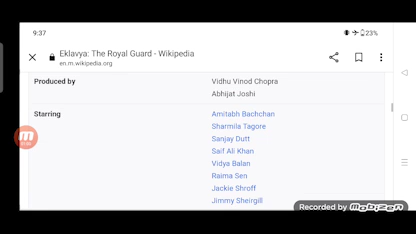 9:37
23%
Eklavya: The Royal Guard - Wikipedia
en.m.wikipedia.org
Produced by
Vidhu Vinod Chopra
Abhijat Joshi
Starring
Amitabh Bachchan
Sharmila Tagore
Sanjay Dutt
Saif Ali Khan
Vidya Balan
Raima Sen
Jackie Shroff
Jimmy Sheirgill
Recorded by Mobizen